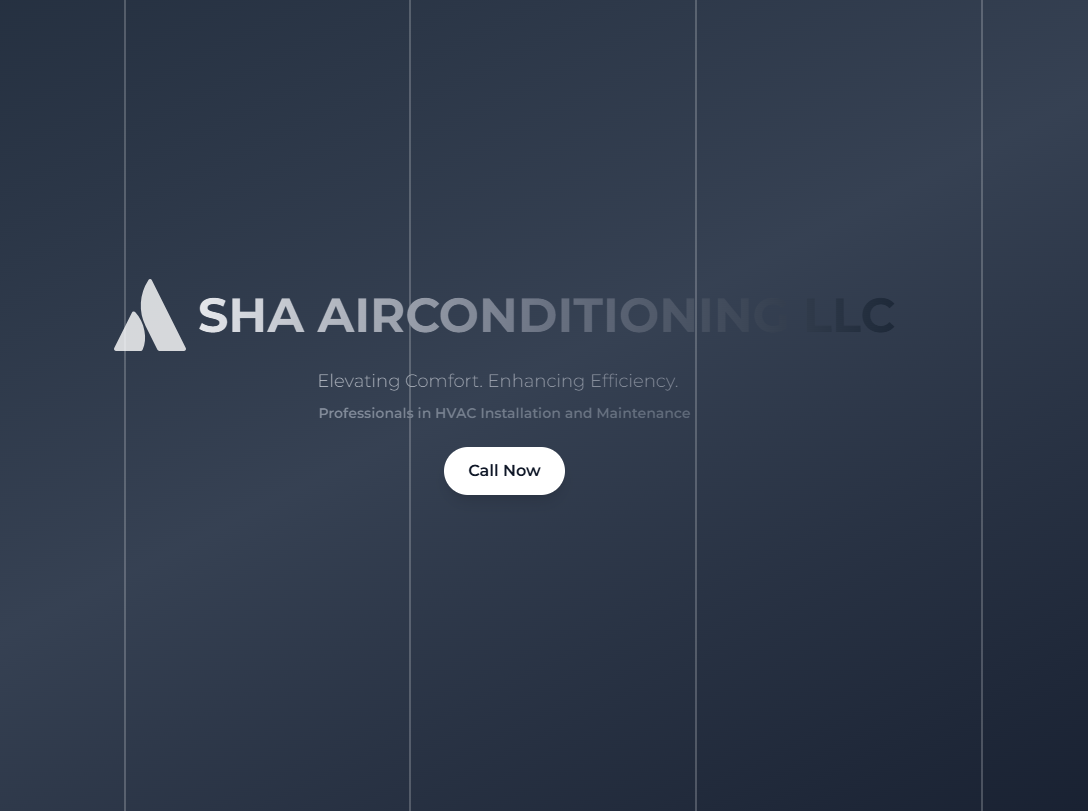 SHA AIRCONDITIONING LLC
Elevating Comfort. Enhancing Efficiency.
Professionals in HVAC Installation and Maintenance
Call Now